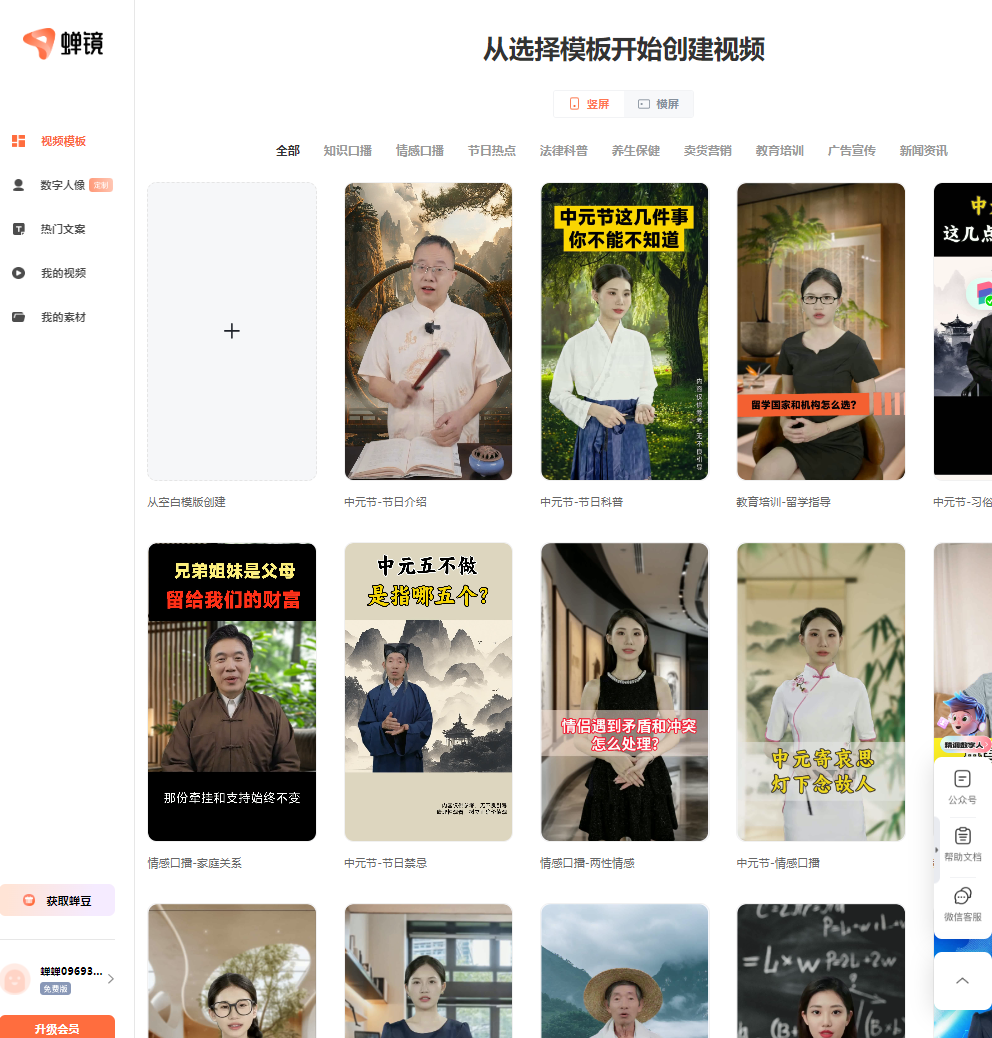 蝉镜
视频模板
数字人像 定制
热门文案
我的视频
我的素材
获取蝉豆
蝉蝉09693...
免费版
升级会员
从选择模板开始创建视频
竖屏 横屏
全部 知识口播 情感口播 节日热点 法律科普 养生保健 卖货营销 教育培训 广告宣传 新闻资讯
中元节这几件事
你不能不知道
留学国家和机构怎么选?
这几点
从空白模版创建
中元节-节日介绍
中元节-节日科普
教育培训-留学指导
中元节-习俗
兄弟姐妹是父母
留给我们的财富
那份牵挂和支持始终不变
中元五不做
是指哪五个?
情侣遇到矛盾和冲突
怎么处理?
中元寄哀思
灯下念故人
情感口播-家庭关系
中元节-节日禁忌
情感口播-两性情感
中元节-情感口播
公众号
帮助文档
微信客服